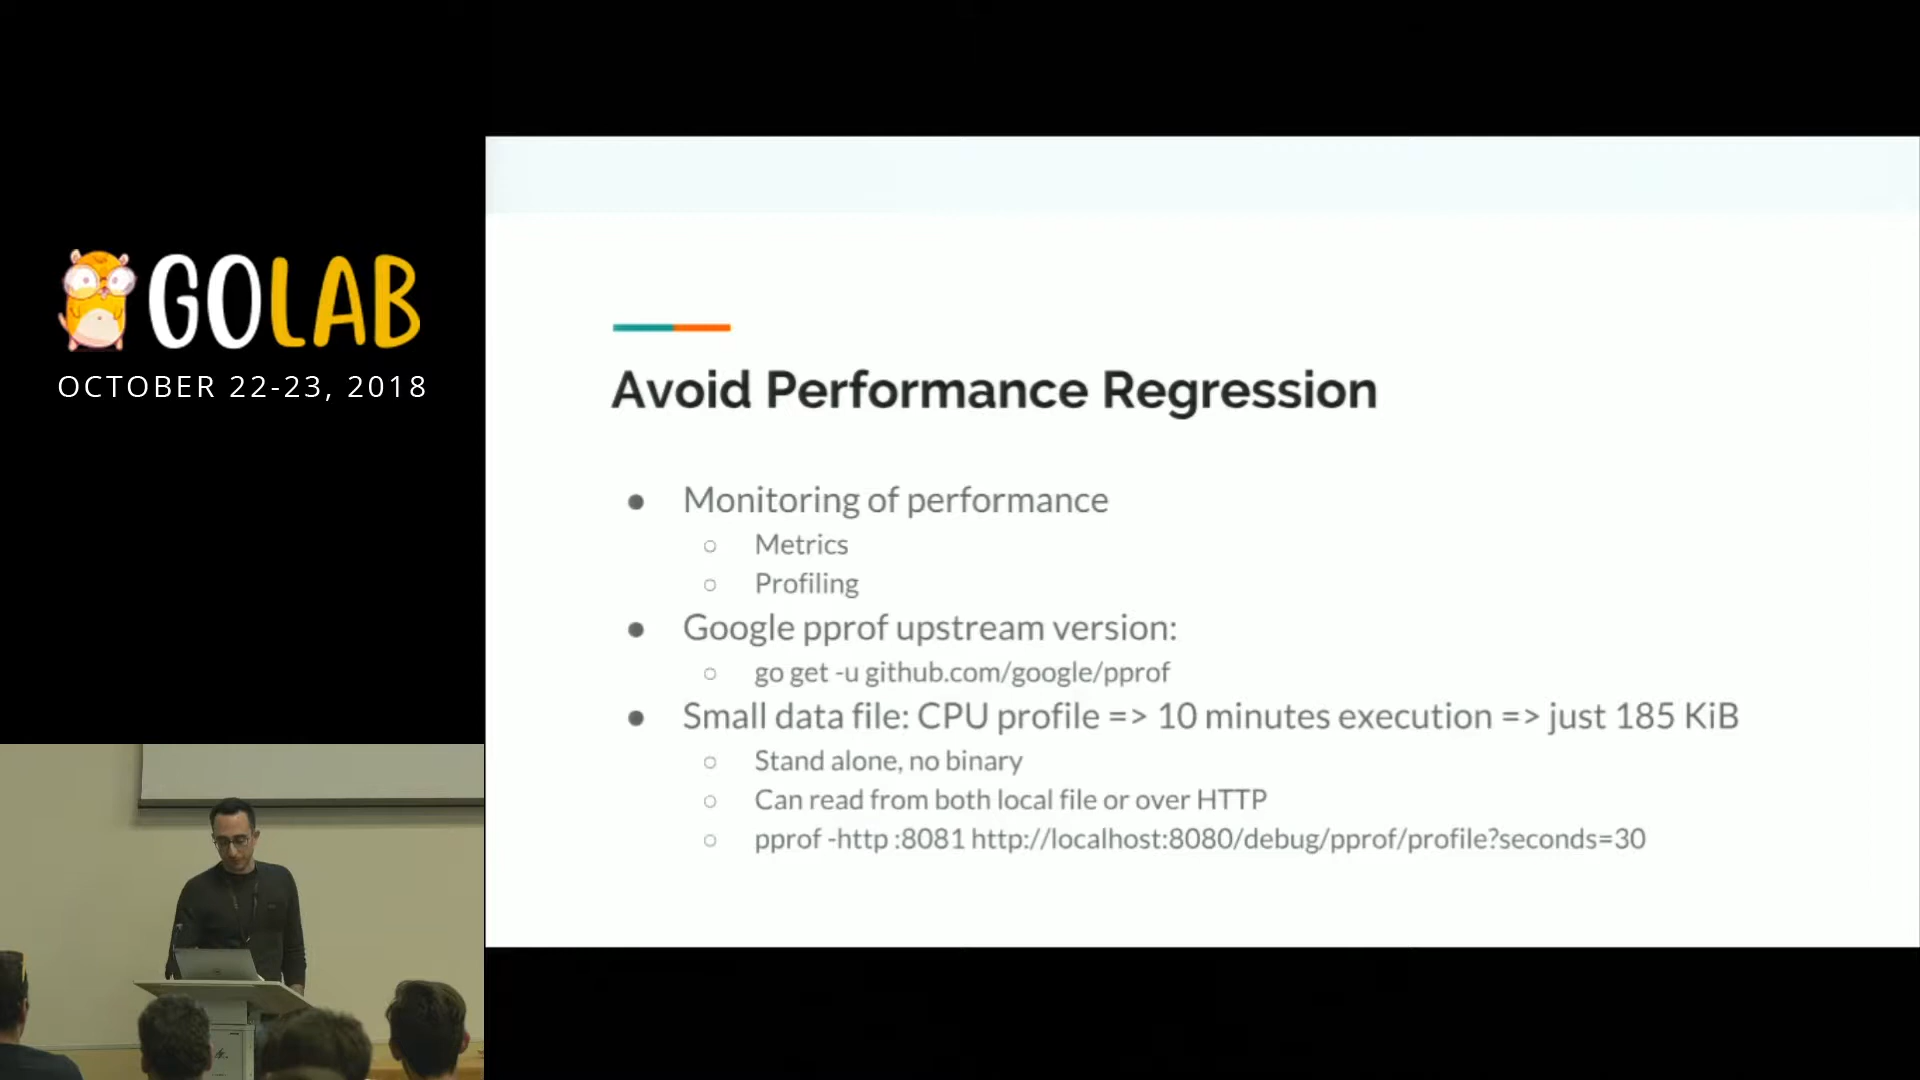 GOLAB
OCTOBER 22-23, 2018
Avoid Performance Regression
● Monitoring of performance
○ Metrics
○ Profiling
● Google pprof upstream version:
○ go get -u github.com/google/pprof
● Small data file: CPU profile => 10 minutes execution => just 185 KiB
○ Stand alone, no binary
○ Can read from both local file or over HTTP
○ pprof -http :8081 http://localhost:8080/debug/pprof/profile?seconds=30